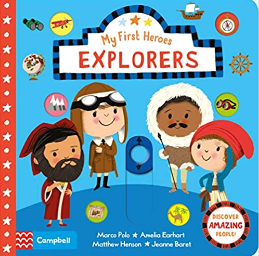 My First Heroes
EXPLORERS
Marco Polo • Amelia Earhart
Matthew Henson • Jeanne Baret
DISCOVER
AMAZING
PEOPLE!
Campbell